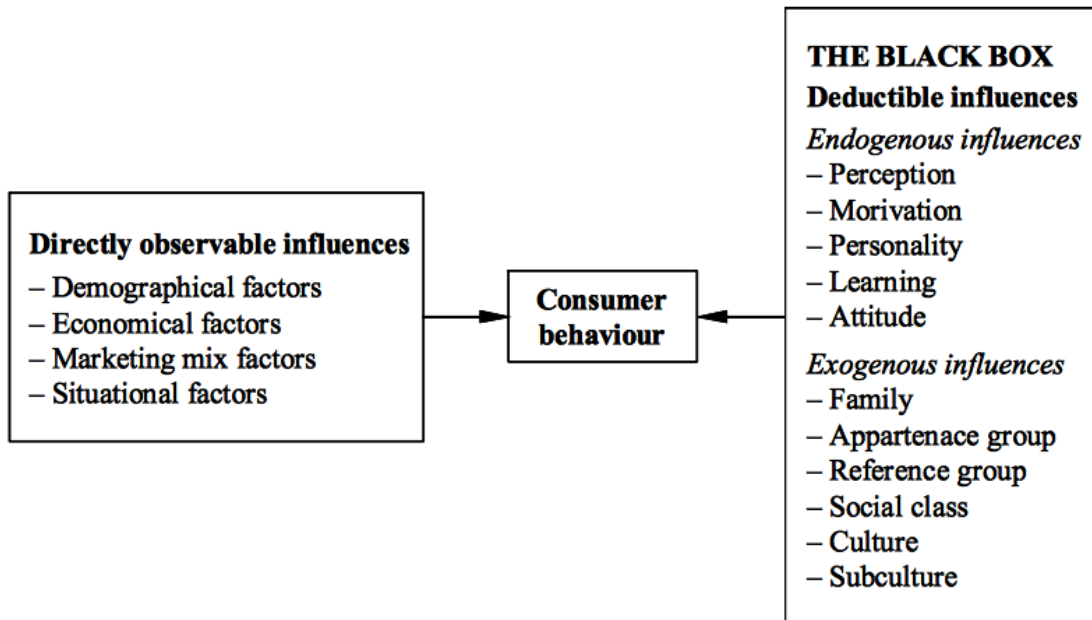 Directly observable influences
– Demographical factors
– Economical factors
– Marketing mix factors
– Situational factors
Consumer
behaviour
THE BLACK BOX
Deductible influences
Endogenous influences
– Perception
– Morivation
– Personality
– Learning
– Attitude
Exogenous influences
– Family
– Appartenace group
– Reference group
– Social class
– Culture
– Subculture